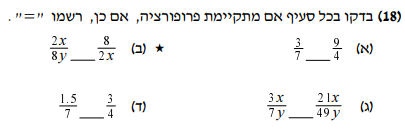 (18) בדקו בכל סעיף אם מתקיימת פרופורציה, אם כן, רשמו "=" .
(א) 3/7 ___ 9/4 ★ (ב) 2x/8y ___ 8/2x
(ג) 3x/7y ___ 21x/49y (ד) 1.5/7 ___ 3/4